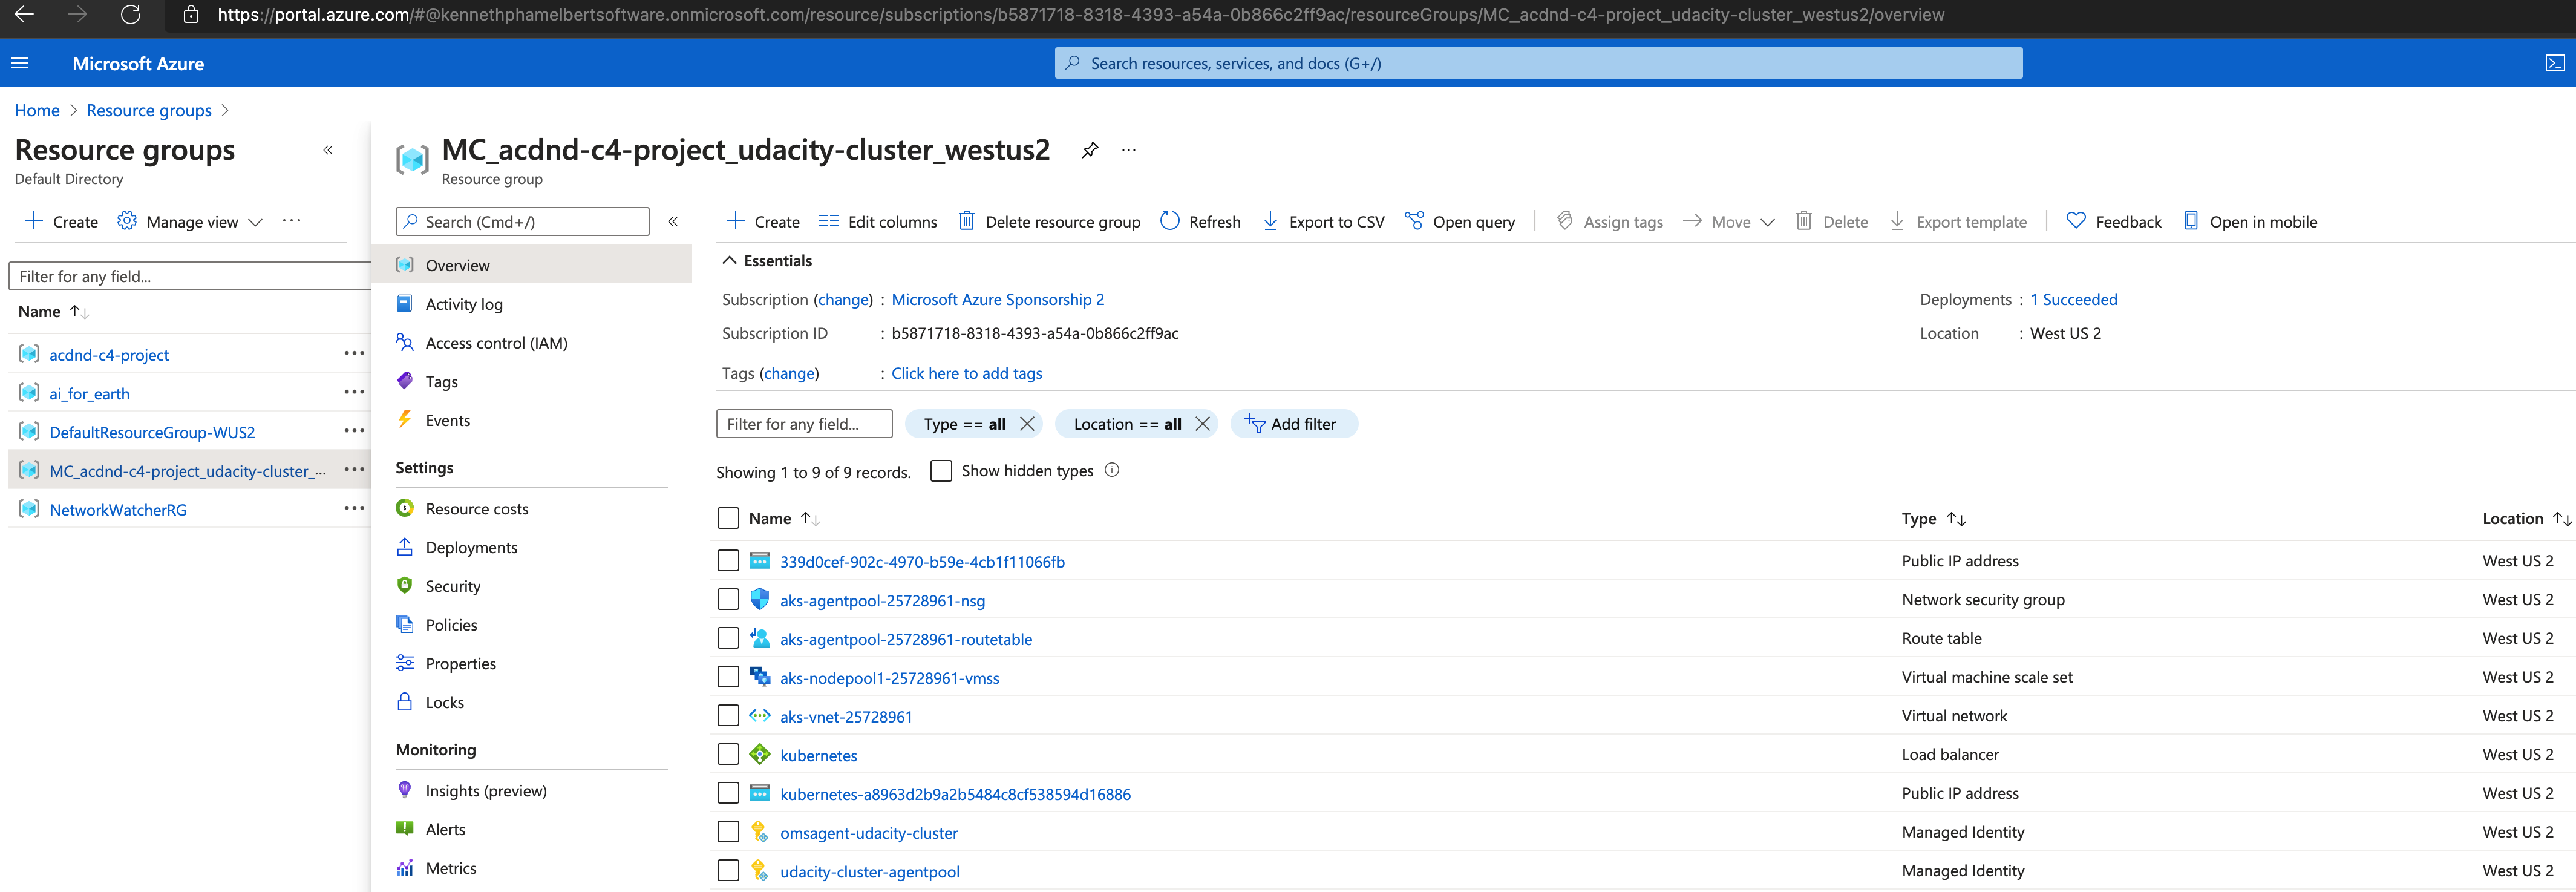 https://portal.azure.com/#@kennethphamelbertsoftware.onmicrosoft.com/resource/subscriptions/b5871718-8318-4393-a54a-0b866c2ff9ac/resourceGroups/MC_acdnd-c4-project_udacity-cluster_westus2/overview
Microsoft Azure
Search resources, services, and docs (G+/)
Home > Resource groups >
Resource groups
Default Directory
Create Manage view ...
Filter for any field...
Name
acdnd-c4-project ...
ai_for_earth ...
DefaultResourceGroup-WUS2 ...
MC_acdnd-c4-project_udacity-cluster_... ...
NetworkWatcherRG ...
MC_acdnd-c4-project_udacity-cluster_westus2 ...
Resource group
Search (Cmd+/)
Overview
Activity log
Access control (IAM)
Tags
Events
Settings
Resource costs
Deployments
Security
Policies
Properties
Locks
Monitoring
Insights (preview)
Alerts
Metrics
Create Edit columns Delete resource group Refresh Export to CSV Open query Assign tags Move Delete Export template Feedback Open in mobile
Essentials
Subscription (change) : Microsoft Azure Sponsorship 2 Deployments : 1 Succeeded
Subscription ID : b5871718-8318-4393-a54a-0b866c2ff9ac Location : West US 2
Tags (change) : Click here to add tags
Filter for any field... Type == all Location == all Add filter
Showing 1 to 9 of 9 records. Show hidden types
Name Type Location
339d0cef-902c-4970-b59e-4cb1f11066fb Public IP address West US 2
aks-agentpool-25728961-nsg Network security group West US 2
aks-agentpool-25728961-routetable Route table West US 2
aks-nodepool1-25728961-vmss Virtual machine scale set West US 2
aks-vnet-25728961 Virtual network West US 2
kubernetes Load balancer West US 2
kubernetes-a8963d2b9a2b5484c8cf538594d16886 Public IP address West US 2
omsagent-udacity-cluster Managed Identity West US 2
udacity-cluster-agentpool Managed Identity West US 2